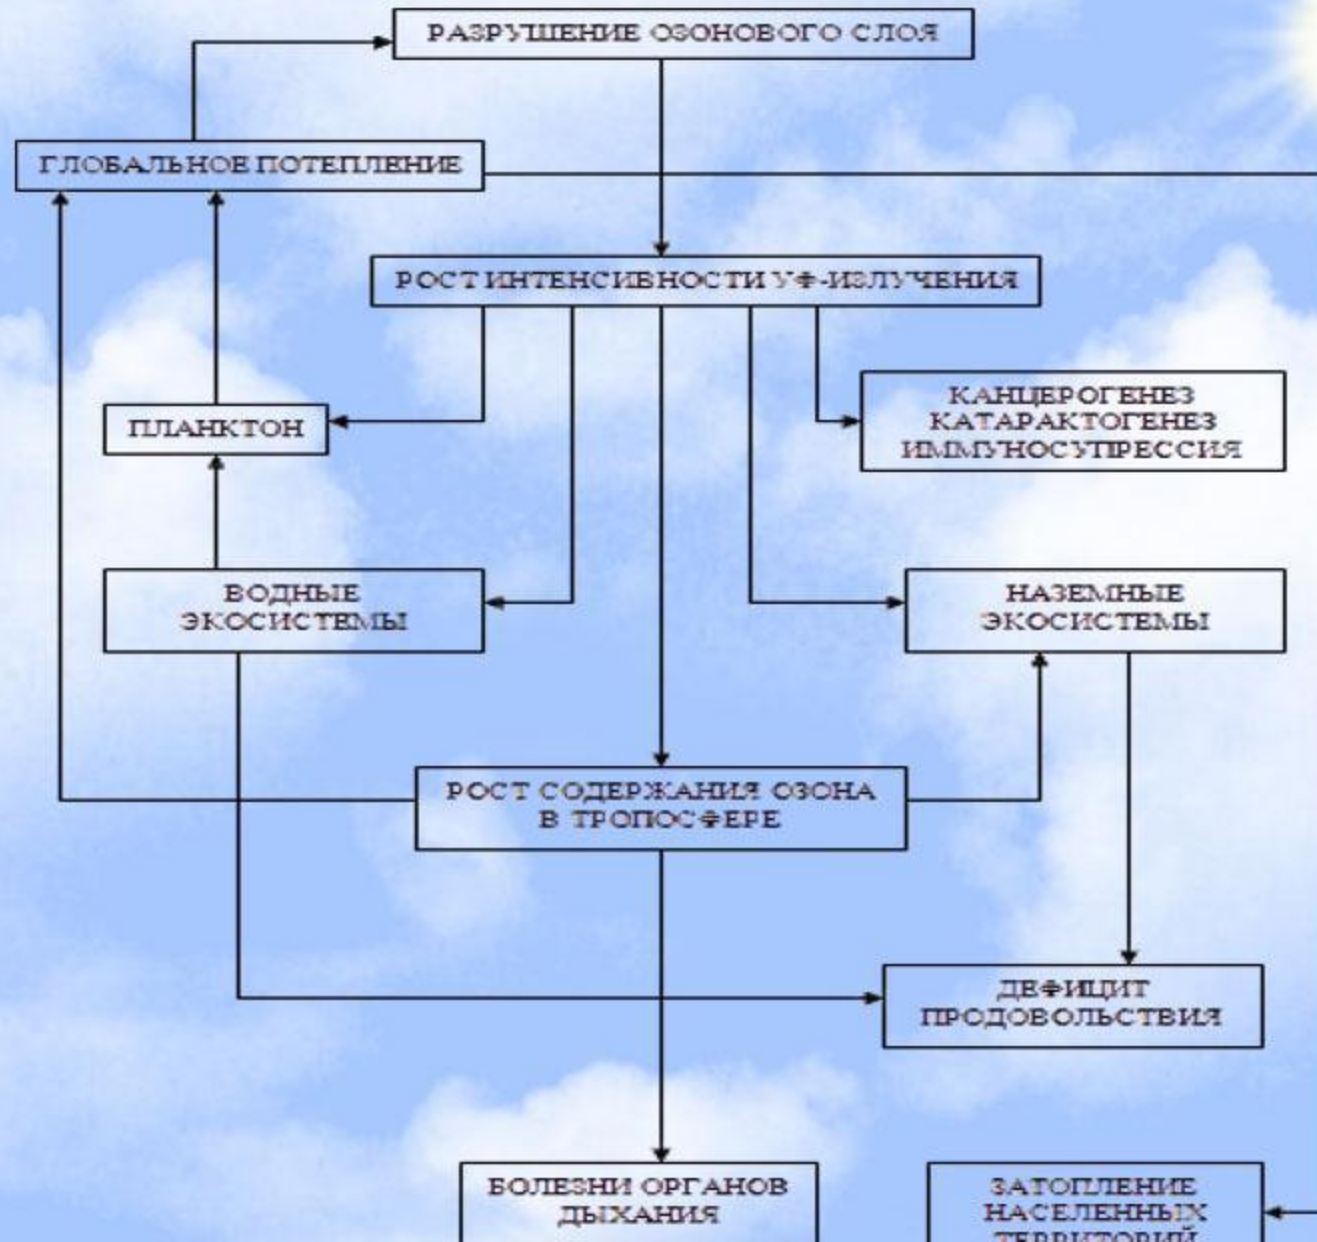 РАЗРУШЕНИЕ ОЗОНОВОГО СЛОЯ
ГЛОБАЛЬНОЕ ПОТЕПЛЕНИЕ
РОСТ ИНТЕНСИВНОСТИ УФ-ИЗЛУЧЕНИЯ
КАНЦЕРОГЕНЕЗ
КАТАРАКТОГЕНЕЗ
ИММУНОСУПРЕССИЯ
ПЛАНКТОН
ВОДНЫЕ
ЭКОСИСТЕМЫ
НАЗЕМНЫЕ
ЭКОСИСТЕМЫ
РОСТ СОДЕРЖАНИЯ ОЗОНА
В ТРОПОСФЕРЕ
ДЕФИЦИТ
ПРОДОВОЛЬСТВИЯ
БОЛЕЗНИ ОРГАНОВ
ДЫХАНИЯ
ЗАТОПЛЕНИЕ
НАСЕЛЕННЫХ
ТЕРРИТОРИЙ